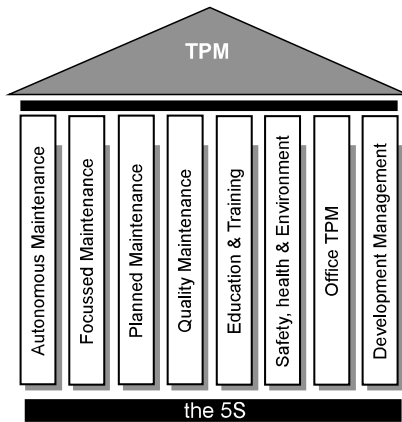 TPM
Autonomous Maintenance
Focussed Maintenance
Planned Maintenance
Quality Maintenance
Education & Training
Safety, health & Environment
Office TPM
Development Management
the 5S